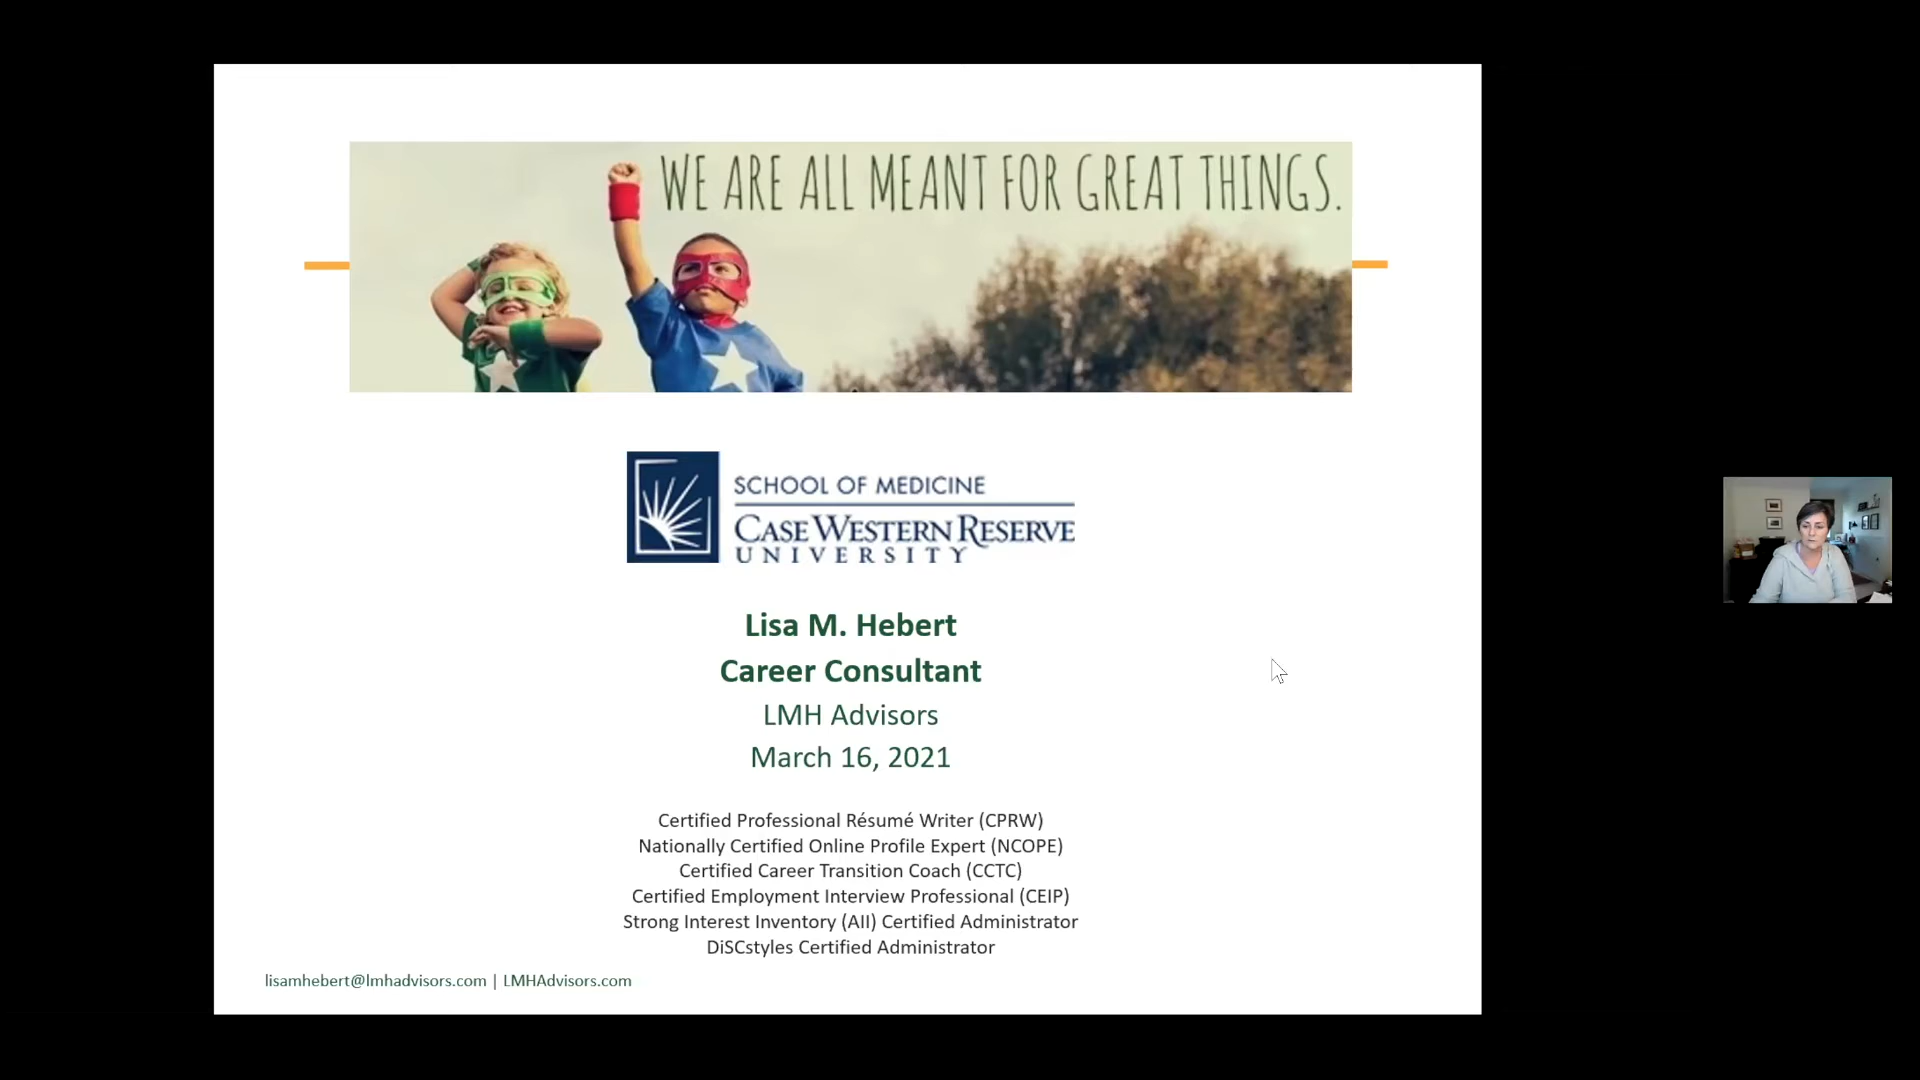 WE ARE ALL MEANT FOR GREAT THINGS.
SCHOOL OF MEDICINE
CASE WESTERN RESERVE
UNIVERSITY
Lisa M. Hebert
Career Consultant
LMH Advisors
March 16, 2021
Certified Professional Résumé Writer (CPRW)
Nationally Certified Online Profile Expert (NCOPE)
Certified Career Transition Coach (CCTC)
Certified Employment Interview Professional (CEIP)
Strong Interest Inventory (AII) Certified Administrator
DiSCstyles Certified Administrator
lisamhebert@lmhadvisors.com | LMHAdvisors.com